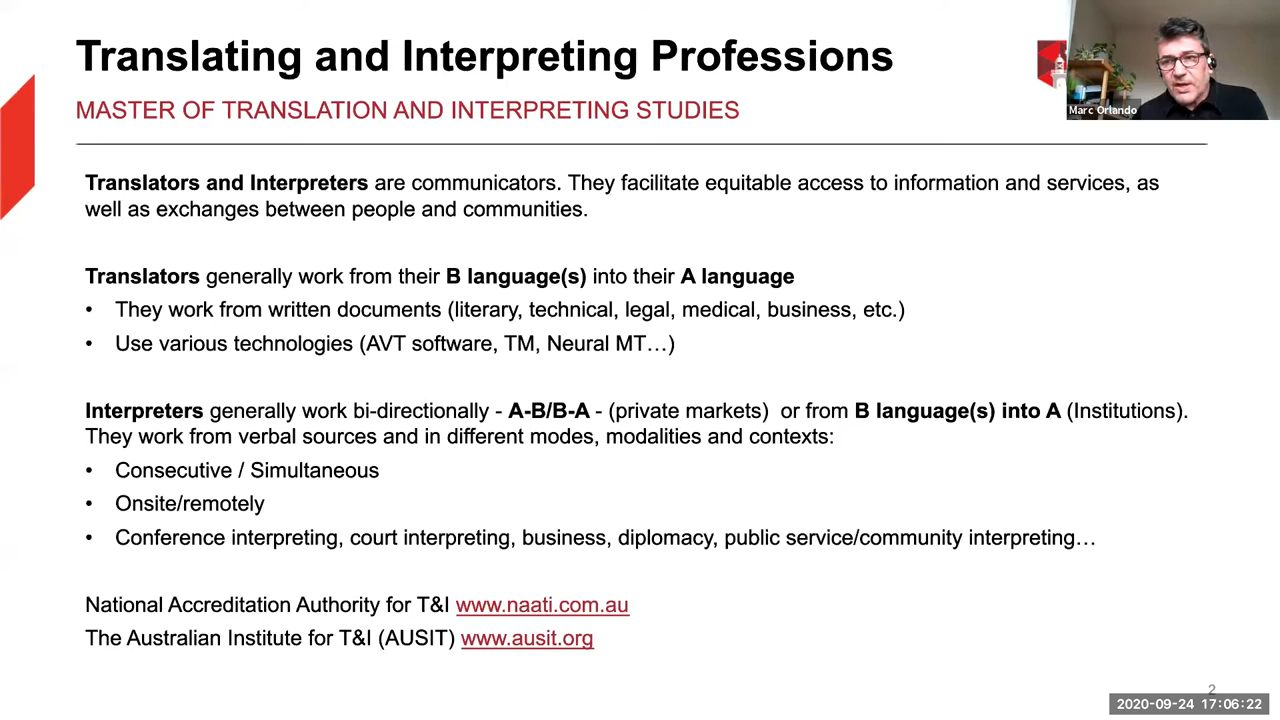 Translating and Interpreting Professions
MASTER OF TRANSLATION AND INTERPRETING STUDIES
Marc Orlando
Translators and Interpreters are communicators. They facilitate equitable access to information and services, as
well as exchanges between people and communities.
Translators generally work from their B language(s) into their A language
• They work from written documents (literary, technical, legal, medical, business, etc.)
• Use various technologies (AVT software, TM, Neural MT…)
Interpreters generally work bi-directionally - A-B/B-A - (private markets)  or from B language(s) into A (Institutions).
They work from verbal sources and in different modes, modalities and contexts:
• Consecutive / Simultaneous
• Onsite/remotely
• Conference interpreting, court interpreting, business, diplomacy, public service/community interpreting…
National Accreditation Authority for T&I www.naati.com.au
The Australian Institute for T&I (AUSIT) www.ausit.org
2
2020-09-24 17:06:22